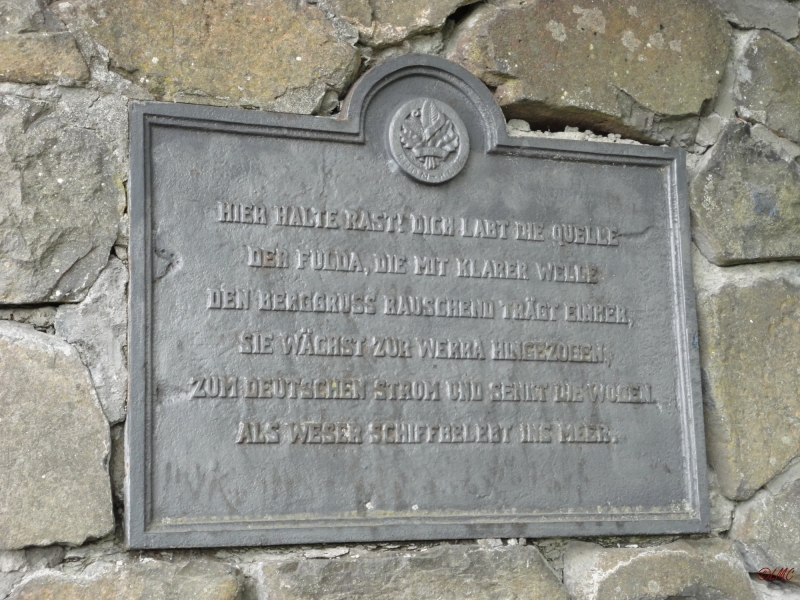 HIER HALTE RAST! DICH LABT DIE QUELLE
DER FULDA, DIE MIT KLARER WELLE
DEN BERGGRUSS RAUSCHEND TRÄGT EINHER,
SIE WÄCHST ZUR WERRA HINGEZOGEN,
ZUM DEUTSCHEN STROM UND SENKT DIE WOGEN
ALS WESER SCHIFFBELEBT INS MEER.
@LMC